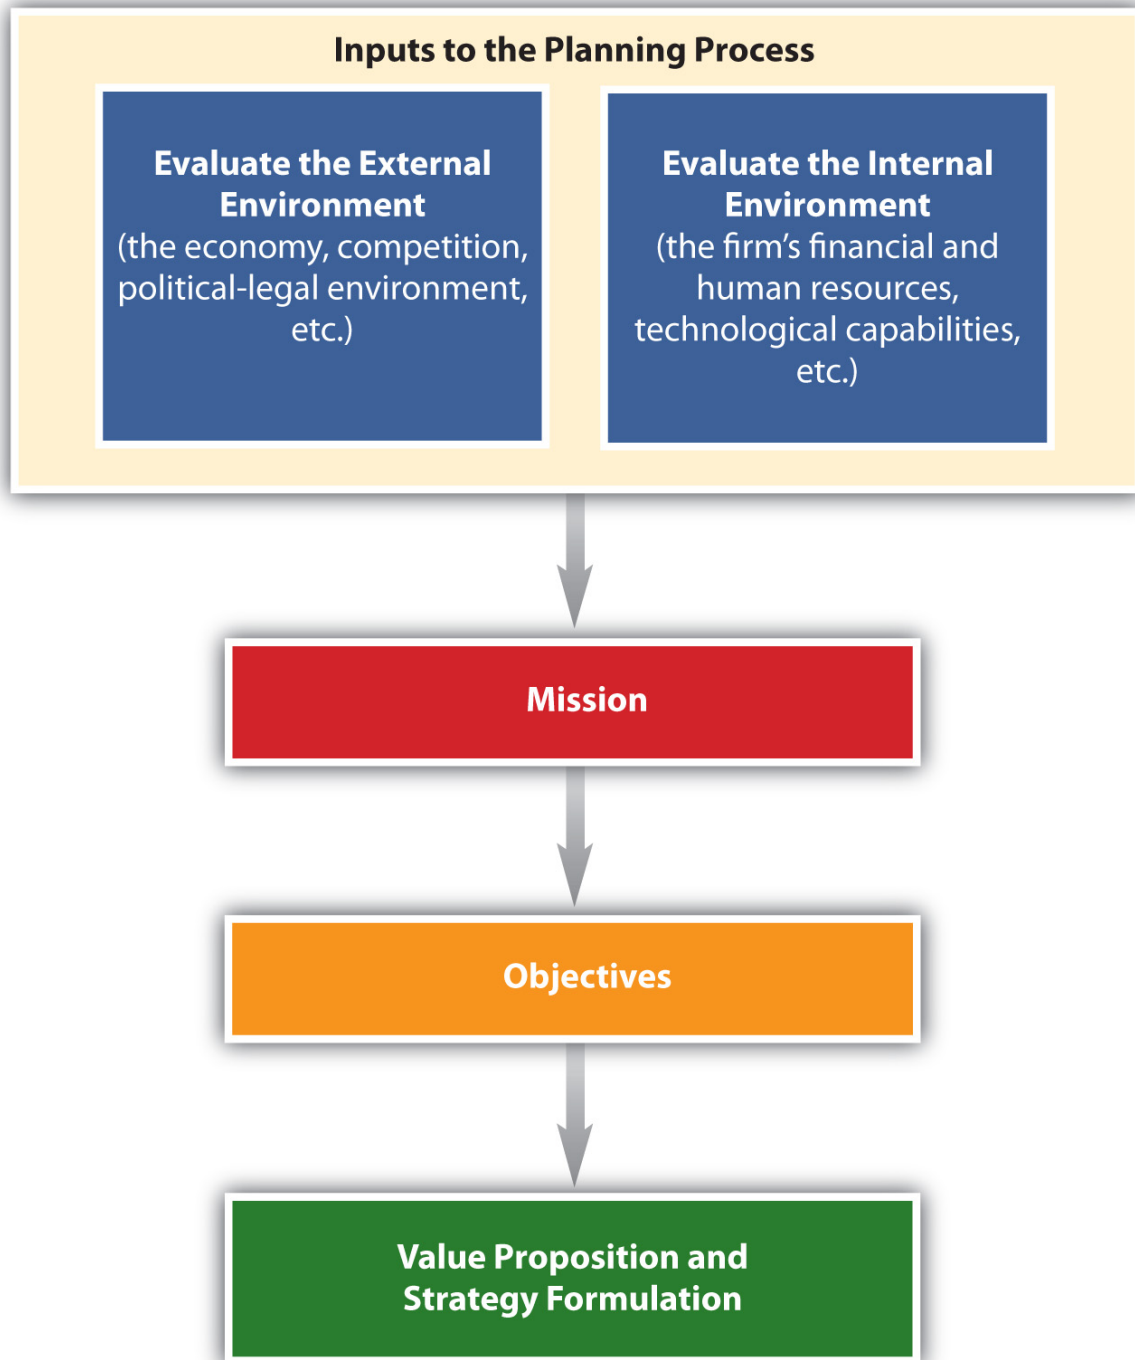 Inputs to the Planning Process
Evaluate the External
Environment
(the economy, competition,
political-legal environment,
etc.)
Evaluate the Internal
Environment
(the firm’s financial and
human resources,
technological capabilities,
etc.)
Mission
Objectives
Value Proposition and
Strategy Formulation